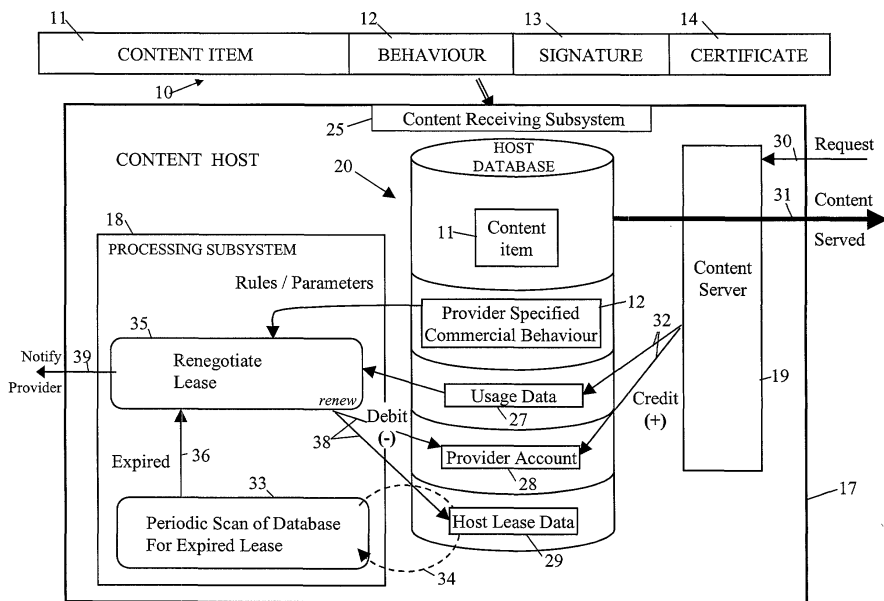 11 12 13 14
CONTENT ITEM BEHAVIOUR SIGNATURE CERTIFICATE
10
25 Content Receiving Subsystem
CONTENT HOST
HOST
DATABASE
20
30 Request
31 Content
Served
18
PROCESSING SUBSYSTEM
11 Content
item
Content
Server
Rules / Parameters
12
Provider Specified
Commercial Behaviour
35
32
Notify
Provider
39
Renegotiate
Lease
renew
Usage Data
27
19
Credit
(+)
Debit
(-)
38
Expired 36
Provider Account
28
33
17
Periodic Scan of Database
For Expired Lease
Host Lease Data
29
34